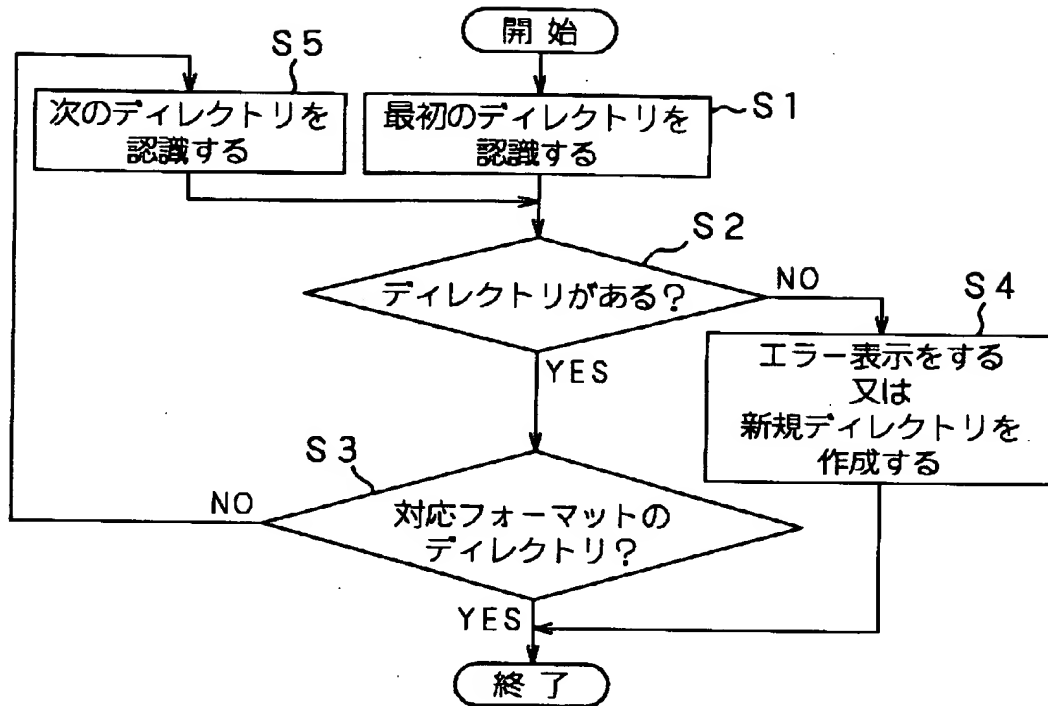 開始
S5
次のディレクトリを
認識する
最初のディレクトリを
認識する
S1
S2
ディレクトリがある?
NO
YES
S4
エラー表示をする
又は
新規ディレクトリを
作成する
S3
NO
対応フォーマットの
ディレクトリ?
YES
終了